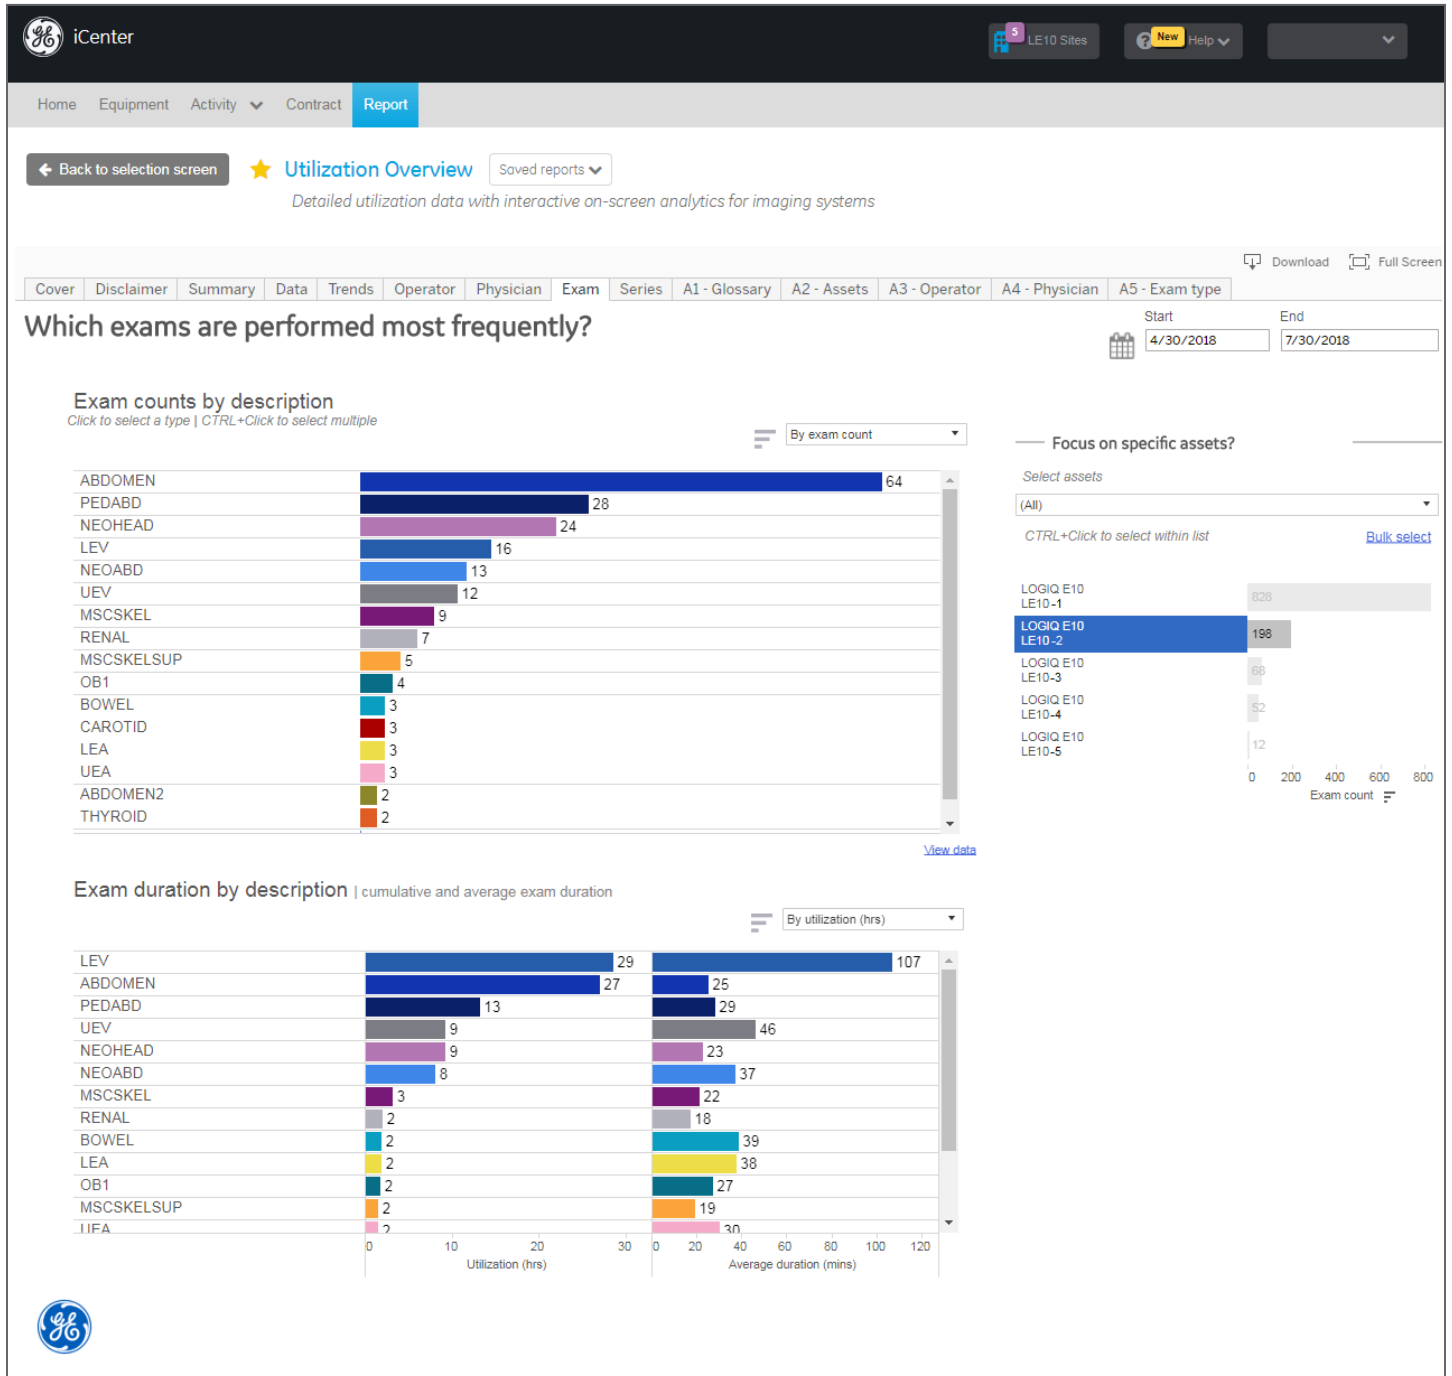 iCenter
5 LE10 Sites
New Help
Home Equipment Activity Contract Report
Back to selection screen Utilization Overview Saved reports
Detailed utilization data with interactive on-screen analytics for imaging systems
Download Full Screen
Cover Disclaimer Summary Data Trends Operator Physician Exam Series A1 - Glossary A2 - Assets A3 - Operator A4 - Physician A5 - Exam type
Which exams are performed most frequently?
Start End
4/30/2018 7/30/2018
Exam counts by description
Click to select a type | CTRL+Click to select multiple
By exam count
ABDOMEN 64
PEDABD 28
NEOHEAD 24
LEV 16
NEOABD 13
UEV 12
MSCSKEL 9
RENAL 7
MSCSKELSUP 5
OB1 4
BOWEL 3
CAROTID 3
LEA 3
UEA 3
ABDOMEN2 2
THYROID 2
View data
Focus on specific assets?
Select assets
(All)
CTRL+Click to select within list Bulk select
LOGIQ E10
LE10-1 828
LOGIQ E10
LE10-2 198
LOGIQ E10
LE10-3 68
LOGIQ E10
LE10-4 52
LOGIQ E10
LE10-5 12
0 200 400 600 800
Exam count
Exam duration by description | cumulative and average exam duration
By utilization (hrs)
LEV 29 107
ABDOMEN 27 25
PEDABD 13 29
UEV 9 46
NEOHEAD 9 23
NEOABD 8 37
MSCSKEL 3 22
RENAL 2 18
BOWEL 2 39
LEA 2 38
OB1 2 27
MSCSKELSUP 2 19
UEA 2 30
0 10 20 30 0 20 40 60 80 100 120
Utilization (hrs) Average duration (mins)